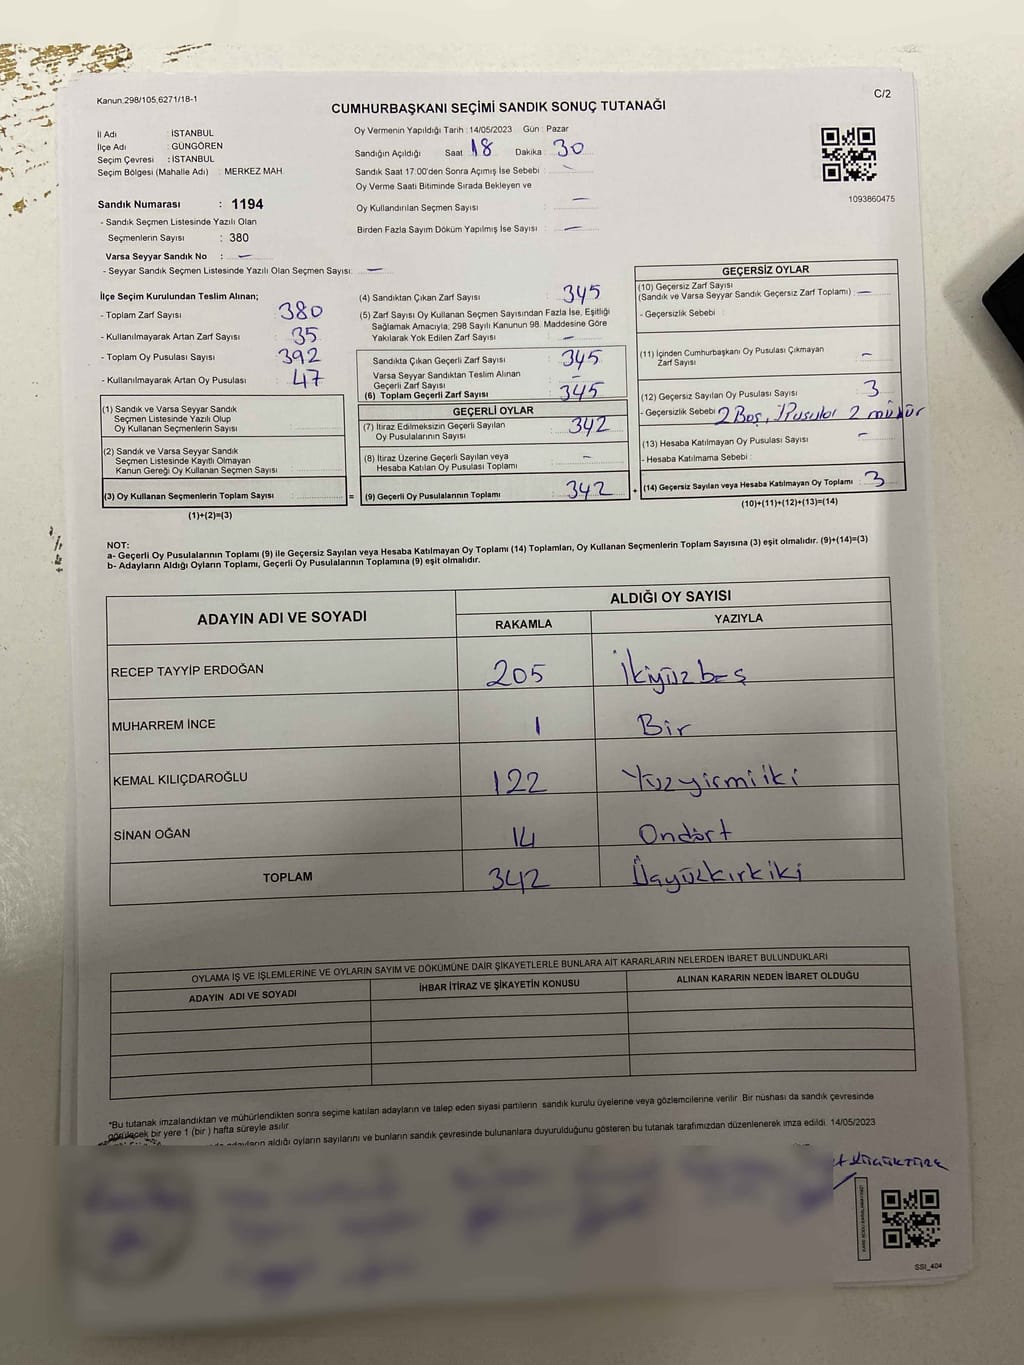 Kanun.298/105,6271/18-1
C/2
CUMHURBAŞKANI SEÇİMİ SANDIK SONUÇ TUTANAĞI
İl Adı : İSTANBUL
İlçe Adı : GÜNGÖREN
Seçim Çevresi : İSTANBUL
Seçim Bölgesi (Mahalle Adı) : MERKEZ MAH
Oy Vermenin Yapıldığı Tarih : 14/05/2023 Gün : Pazar
Sandığın Açıldığı Saat 18 Dakika : 30
Sandık Saat 17:00'den Sonra Açımış İse Sebebi : -
Oy Verme Saati Bitiminde Sırada Bekleyen ve
Oy Kullandırılan Seçmen Sayısı : -
Birden Fazla Sayım Döküm Yapılmış İse Sayısı : -
1093860475
Sandık Numarası : 1194
- Sandık Seçmen Listesinde Yazılı Olan
Seçmenlerin Sayısı : 380
Varsa Seyyar Sandık No : -
- Seyyar Sandık Seçmen Listesinde Yazılı Olan Seçmen Sayısı: -
İlçe Seçim Kurulundan Teslim Alınan;
- Toplam Zarf Sayısı : 380
- Kullanılmayarak Artan Zarf Sayısı : 35
- Toplam Oy Pusulası Sayısı : 392
- Kullanılmayarak Artan Oy Pusulası : 47
(1) Sandık ve Varsa Seyyar Sandık
Seçmen Listesinde Yazılı Olup
Oy Kullanan Seçmenlerin Sayısı :
(2) Sandık ve Varsa Seyyar Sandık
Seçmen Listesinde Kayıtlı Olmayan
Kanun Gereği Oy Kullanan Seçmen Sayısı :
(3) Oy Kullanan Seçmenlerin Toplam Sayısı : =
(1)+(2)=(3)
(4) Sandıktan Çıkan Zarf Sayısı : 345
(5) Zarf Sayısı Oy Kullanan Seçmen Sayısından Fazla İse, Eşitliği
Sağlamak Amacıyla, 298 Sayılı Kanunun 98. Maddesine Göre
Yakılarak Yok Edilen Zarf Sayısı : -
Sandıkta Çıkan Geçerli Zarf Sayısı : 345
Varsa Seyyar Sandıktan Teslim Alınan
Geçerli Zarf Sayısı : -
(6) Toplam Geçerli Zarf Sayısı : 345
GEÇERLİ OYLAR
(7) İtiraz Edilmeksizin Geçerli Sayılan
Oy Pusulalarının Sayısı : 342
(8) İtiraz Üzerine Geçerli Sayılan veya
Hesaba Katılan Oy Pusulası Toplamı : -
(9) Geçerli Oy Pusulalarının Toplamı : 342 +
GEÇERSİZ OYLAR
(10) Geçersiz Zarf Sayısı
(Sandık ve Varsa Seyyar Sandık Geçersiz Zarf Toplamı) : -
- Geçersizlik Sebebi :
(11) İçinden Cumhurbaşkanı Oy Pusulası Çıkmayan
Zarf Sayısı : -
(12) Geçersiz Sayılan Oy Pusulası Sayısı : 3
- Geçersizlik Sebebi : 2 Boş, 2 mühür
(13) Hesaba Katılmayan Oy Pusulası Sayısı : -
- Hesaba Katılmama Sebebi :
(14) Geçersiz Sayılan veya Hesaba Katılmayan Oy Toplamı : 3
(10)+(11)+(12)+(13)=(14)
NOT:
a- Geçerli Oy Pusulalarının Toplamı (9) ile Geçersiz Sayılan veya Hesaba Katılmayan Oy Toplamı (14) Toplamları, Oy Kullanan Seçmenlerin Toplam Sayısına (3) eşit olmalıdır. (9)+(14)=(3)
b- Adayların Aldığı Oyların Toplamı, Geçerli Oy Pusulalarının Toplamına (9) eşit olmalıdır.
ADAYIN ADI VE SOYADI
ALDIĞI OY SAYISI
RAKAMLA YAZIYLA
RECEP TAYYİP ERDOĞAN 205 İkiyüzbeş
MUHARREM İNCE 1 Bir
KEMAL KILIÇDAROĞLU 122 Yüzyirmiiki
SİNAN OĞAN 14 Ondört
TOPLAM 342 Üçyüzkırkiki
OYLAMA İŞ VE İŞLEMLERİNE VE OYLARIN SAYIM VE DÖKÜMÜNE DAİR ŞİKAYETLERLE BUNLARA AİT KARARLARIN NELERDEN İBARET BULUNDUKLARI
ADAYIN ADI VE SOYADI
İHBAR İTİRAZ VE ŞİKAYETİN KONUSU
ALINAN KARARIN NEDEN İBARET OLDUĞU
*Bu tutanak imzalandıktan ve mühürlendikten sonra seçime katılan adayların ve talep eden siyasi partilerin sandık kurulu üyelerine veya gözlemcilerine verilir. Bir nüshası da sandık çevresinde
görülecek bir yere 1 (bir) hafta süreyle asılır.
adayların aldığı oyların sayılarını ve bunların sandık çevresinde bulunanlara duyurulduğunu gösteren bu tutanak tarafımızdan düzenlenerek imza edildi. 14/05/2023
SSI_404